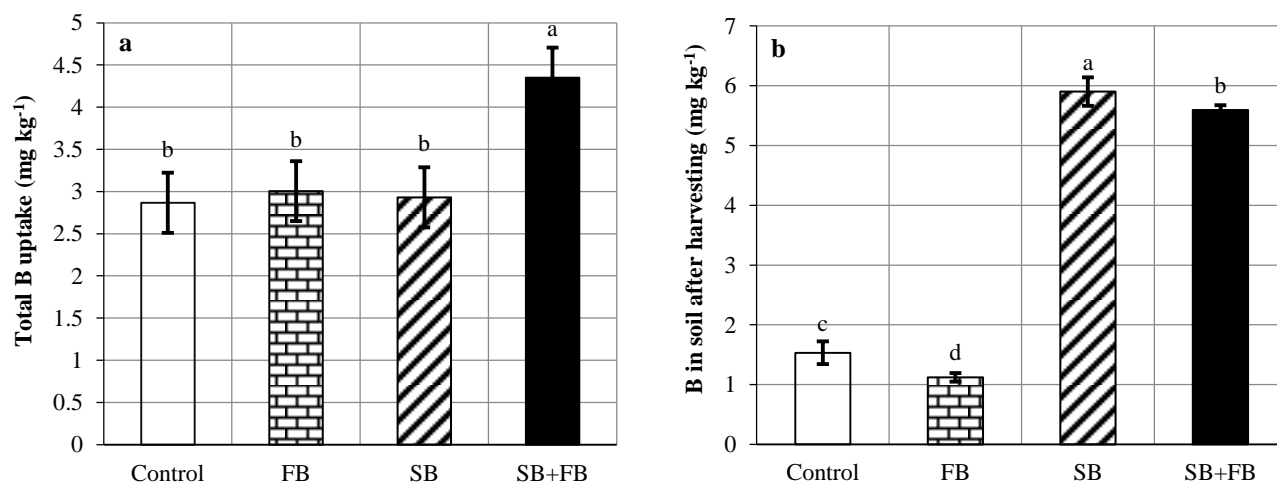 a
Total B uptake (mg kg⁻¹)
5
4.5
4
3.5
3
2.5
2
1.5
1
0.5
0
b
b
b
a
Control FB SB SB+FB
b
B in soil after harvesting (mg kg⁻¹)
7
6
5
4
3
2
1
0
c
d
a
b
Control FB SB SB+FB